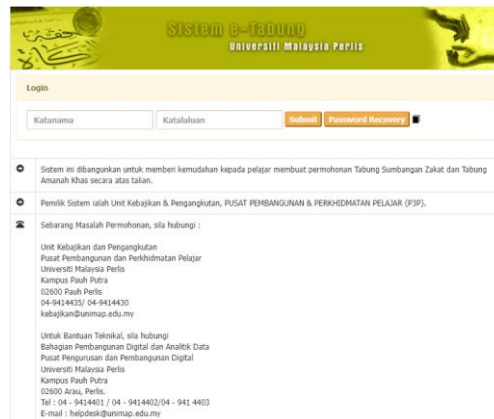 Sistem e-Tabung
Universiti Malaysia Perlis
Login
Katanama
Katalaluan
Submit
Password Recovery
Sistem ini dibangunkan untuk memberi kemudahan kepada pelajar membuat permohonan Tabung Sumbangan Zakat dan Tabung
Amanah Khas secara atas talian.
Pemilik Sistem ialah Unit Kebajikan & Pengangkutan, PUSAT PEMBANGUNAN & PERKHIDMATAN PELAJAR (P3P).
Sebarang Masalah Permohonan, sila hubungi :
Unit Kebajikan dan Pengangkutan
Pusat Pembangunan dan Perkhidmatan Pelajar
Universiti Malaysia Perlis
Kampus Pauh Putra
02600 Pauh Perlis
04-9414435/ 04-9414430
kebajikan@unimap.edu.my
Untuk Bantuan Teknikal, sila hubungi
Bahagian Pembangunan Digital dan Analitik Data
Pusat Pengurusan dan Pembangunan Digital
Universiti Malaysia Perlis
Kampus Pauh Putra
02600 Arau, Perlis.
Tel : 04 - 9414401 / 04 - 9414402/04 - 941 4403
E-mail : helpdesk@unimap.edu.my